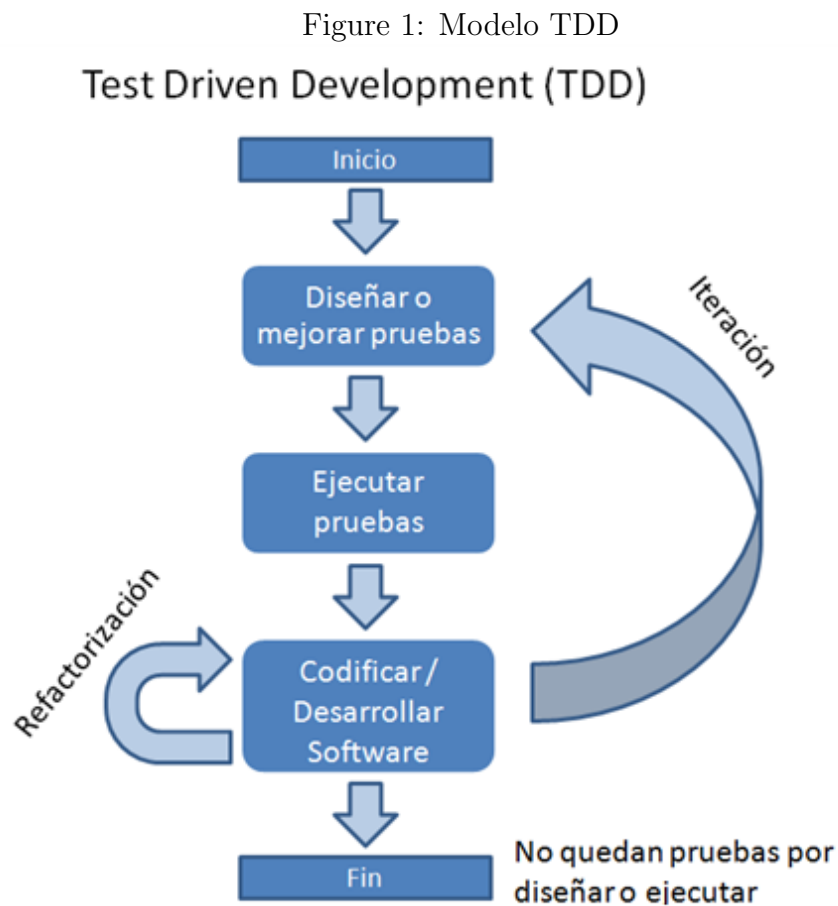 Figure 1: Modelo TDD
Test Driven Development (TDD)
Inicio
Diseñar o
mejorar pruebas
Iteración
Ejecutar
pruebas
Refactorización
Codificar /
Desarrollar
Software
Fin
No quedan pruebas por
diseñar o ejecutar